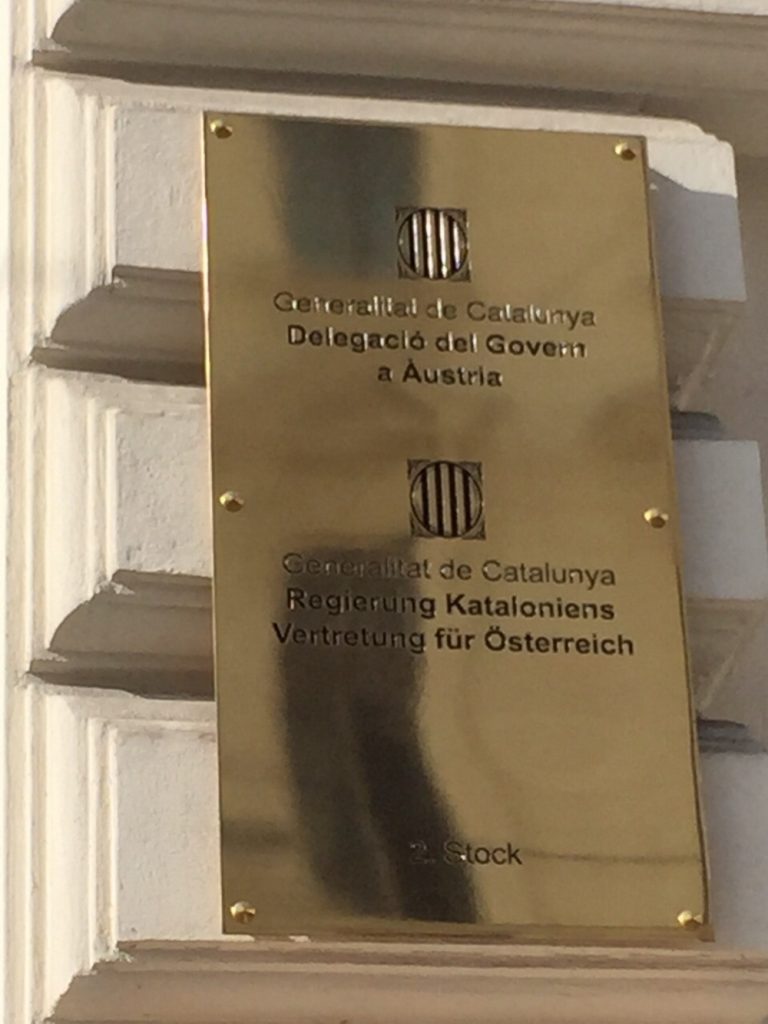 Generalitat de Catalunya
Delegació del Govern
a Àustria
Generalitat de Catalunya
Regierung Kataloniens
Vertretung für Österreich
2. Stock